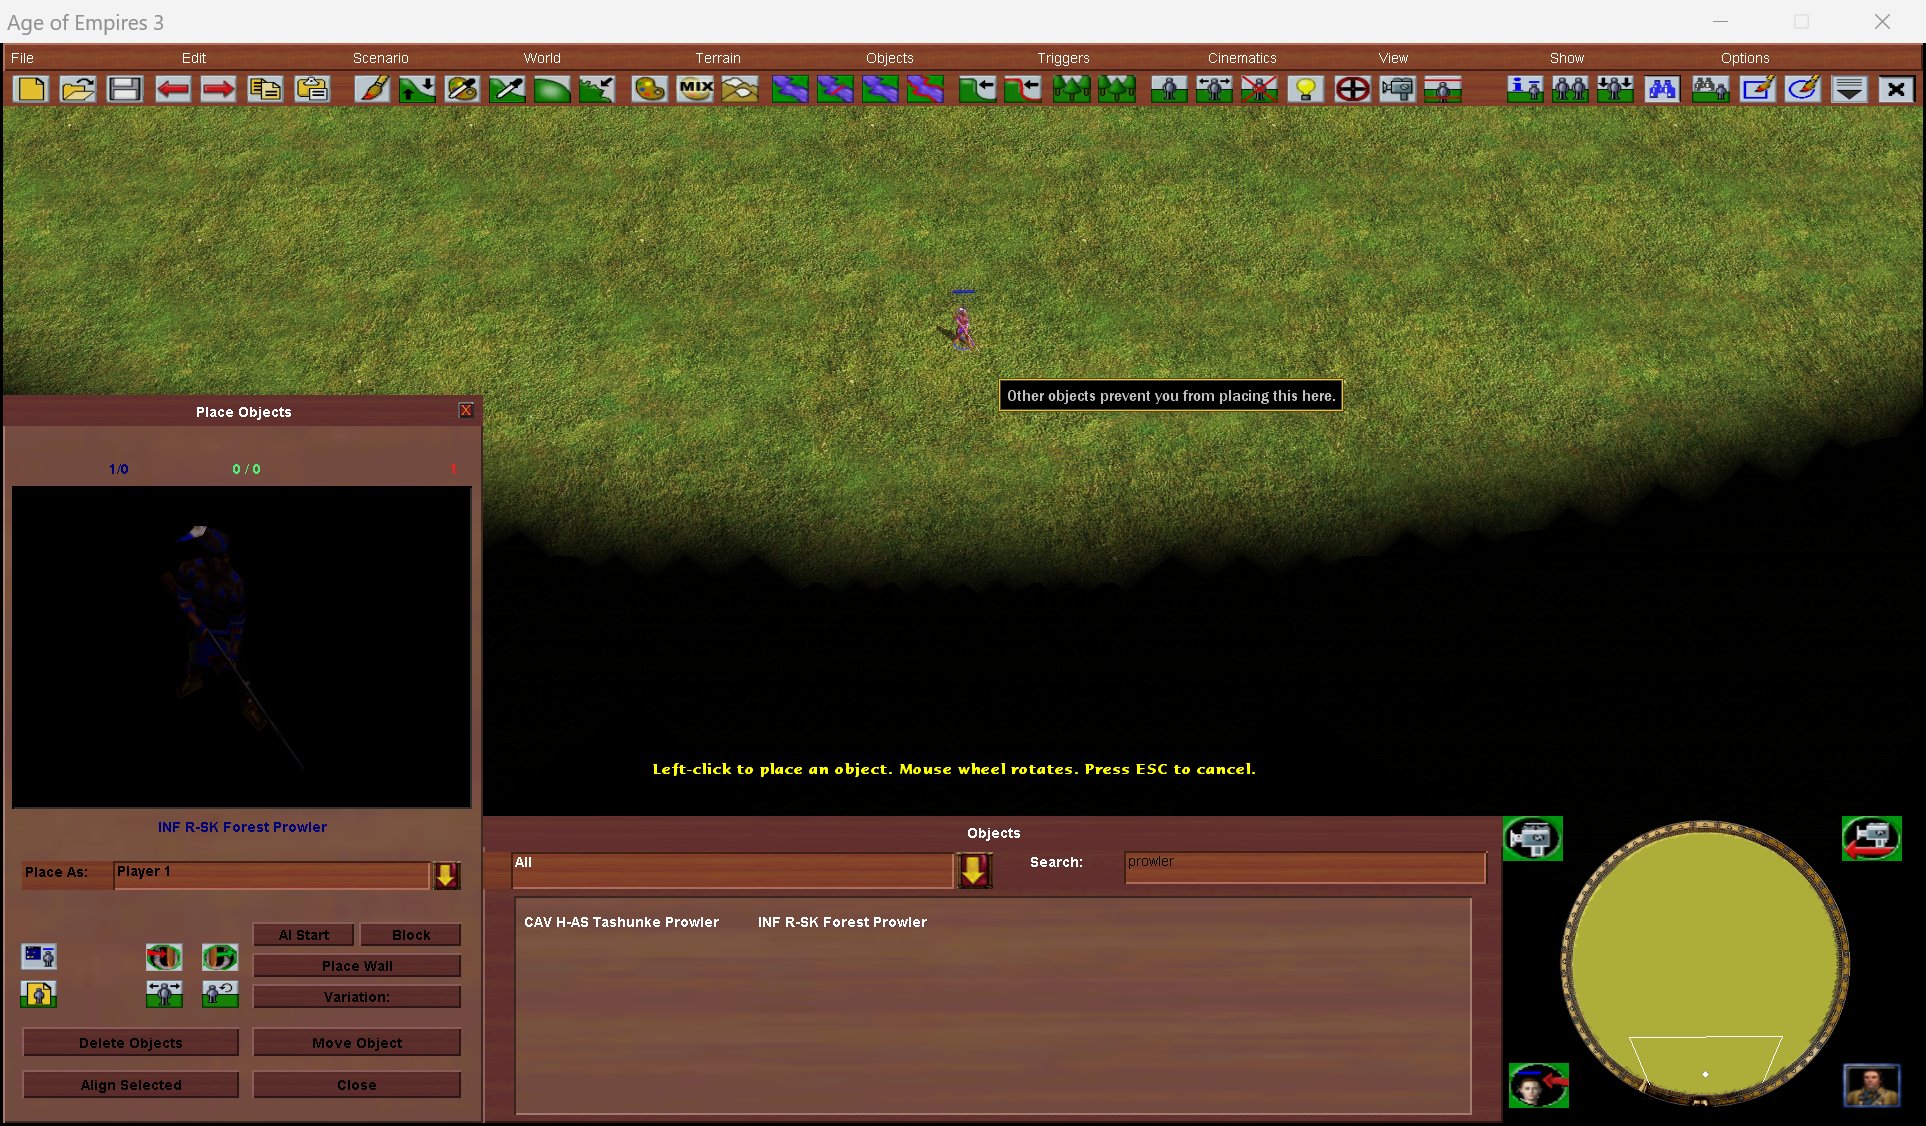 Age of Empires 3
File Edit Scenario World Terrain Objects Triggers Cinematics View Show Options
MIX
Other objects prevent you from placing this here.
Place Objects
X
1/0 0 / 0 1
INF R-SK Forest Prowler
Place As: Player 1
AI Start Block
Place Wall
Variation:
Delete Objects Move Object
Align Selected Close
Left-click to place an object. Mouse wheel rotates. Press ESC to cancel.
Objects
All Search: prowler
CAV H-AS Tashunke Prowler INF R-SK Forest Prowler